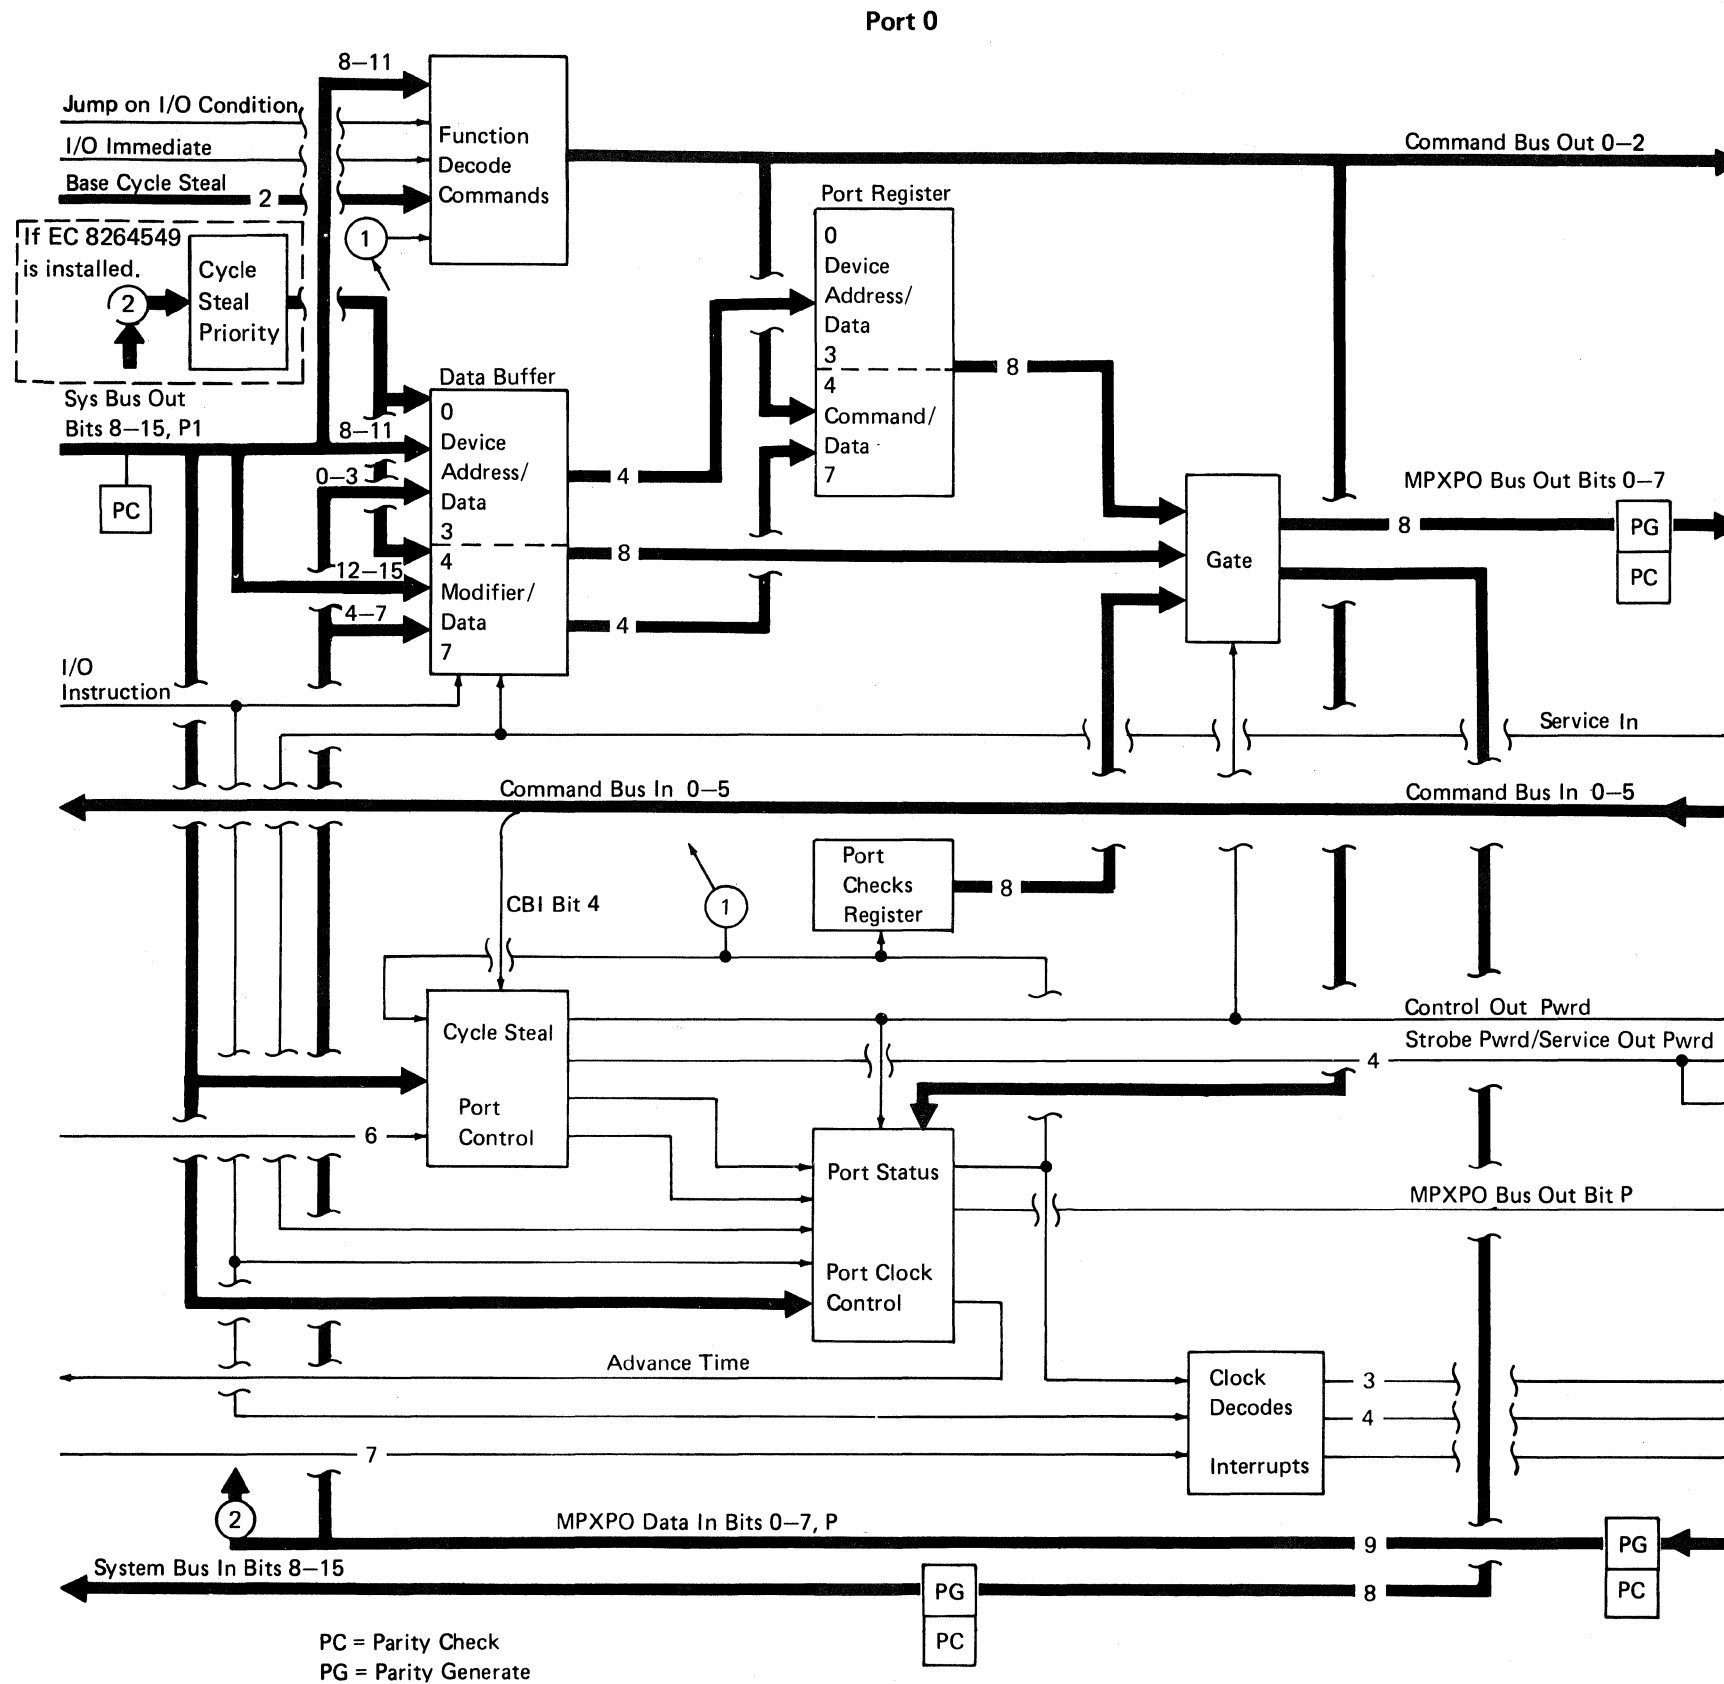 Port 0
8—11
Jump on I/O Condition
I/O Immediate
Base Cycle Steal
2
Function
Decode
Commands
1
Command Bus Out 0—2
If EC 8264549
is installed.
2
Cycle
Steal
Priority
Port Register
0
Device
Address/
Data
3
4
Command/
Data
7
8
Sys Bus Out
Bits 8—15, P1
PC
Data Buffer
8—11
0—3
12—15
4—7
0
Device
Address/
Data
3
4
Modifier/
Data
7
4
8
4
Gate
MPXPO Bus Out Bits 0—7
8
PG
PC
I/O
Instruction
Service In
Command Bus In 0—5
Command Bus In 0—5
CBI Bit 4
1
Port
Checks
Register
8
Cycle Steal
Port
Control
6
Control Out Pwrd
Strobe Pwrd/Service Out Pwrd
4
Port Status
Port Clock
Control
MPXPO Bus Out Bit P
Advance Time
7
Clock
Decodes
Interrupts
3
4
2
MPXPO Data In Bits 0—7, P
9
PG
PC
System Bus In Bits 8—15
PG
PC
8
PC = Parity Check
PG = Parity Generate